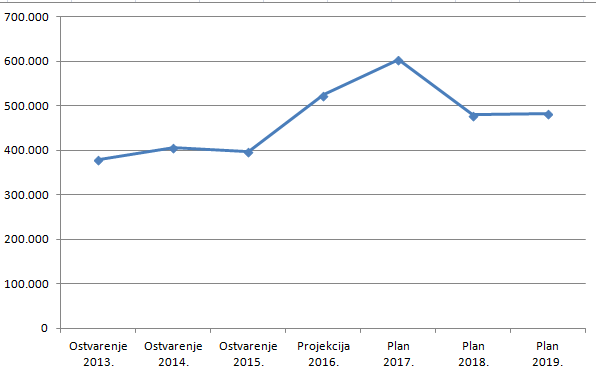 700.000
600.000
500.000
400.000
300.000
200.000
100.000
0
Ostvarenje 2013.
Ostvarenje 2014.
Ostvarenje 2015.
Projekcija 2016.
Plan 2017.
Plan 2018.
Plan 2019.